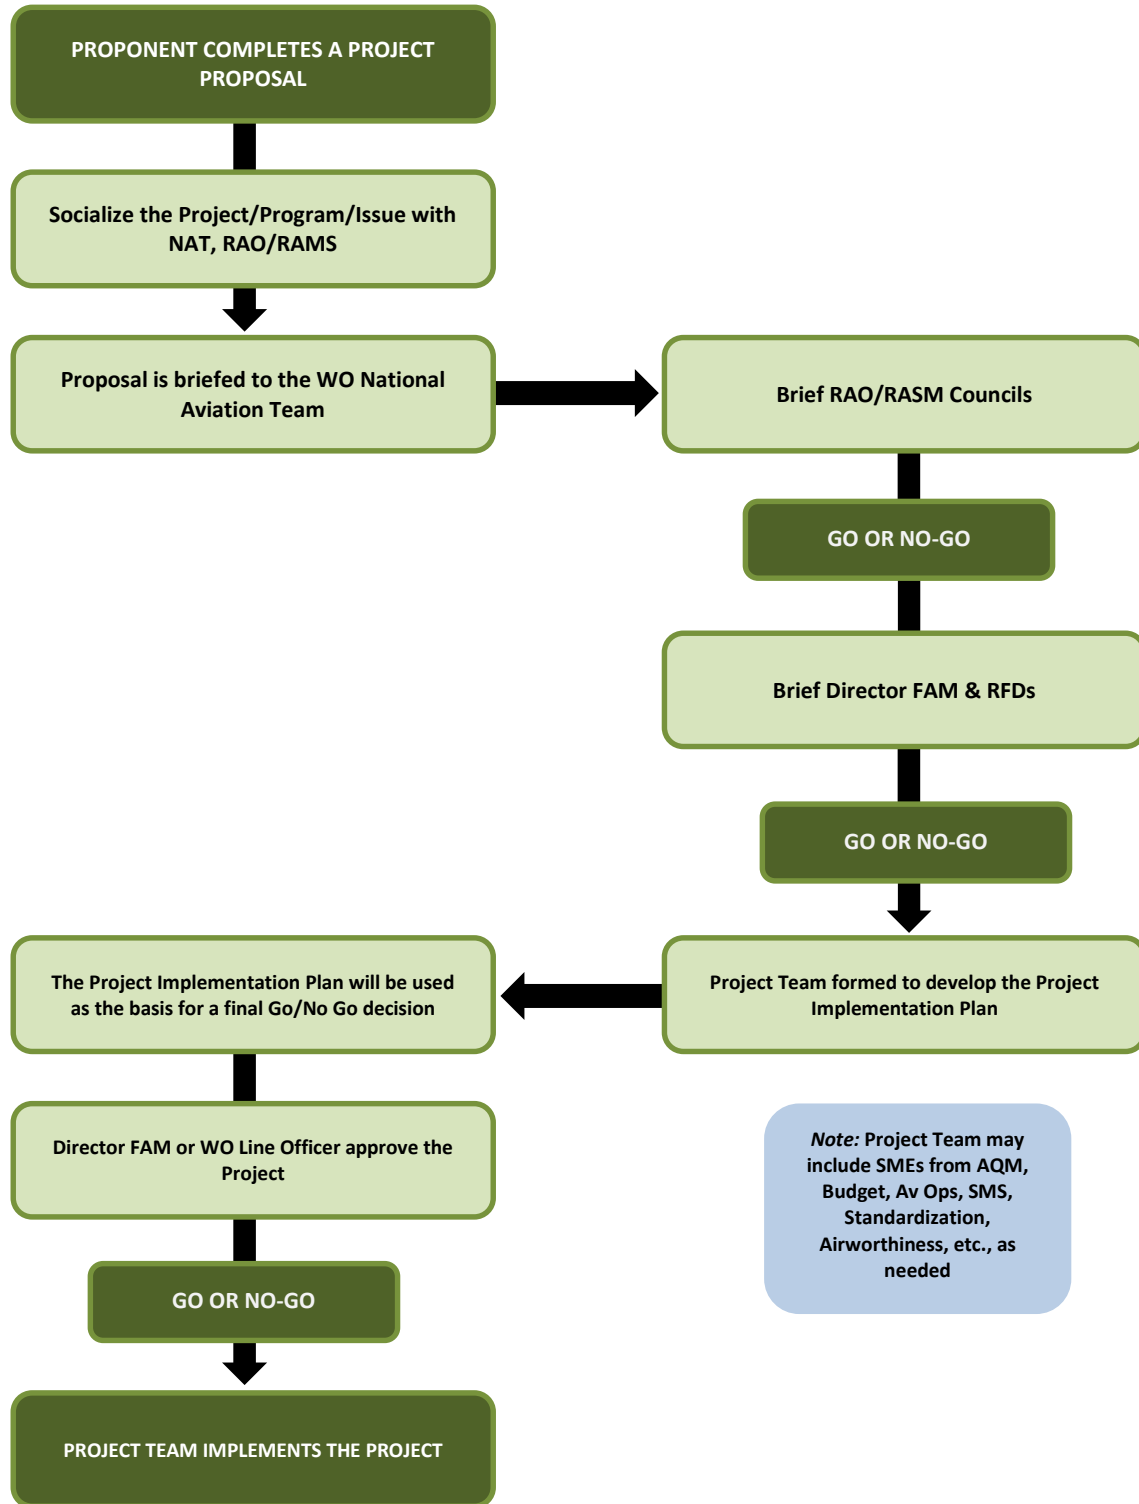 PROPONENT COMPLETES A PROJECT
PROPOSAL
Socialize the Project/Program/Issue with
NAT, RAO/RAMS
Proposal is briefed to the WO National
Aviation Team
Brief RAO/RASM Councils
GO OR NO-GO
Brief Director FAM & RFDs
GO OR NO-GO
Project Team formed to develop the Project
Implementation Plan
The Project Implementation Plan will be used
as the basis for a final Go/No Go decision
Director FAM or WO Line Officer approve the
Project
GO OR NO-GO
PROJECT TEAM IMPLEMENTS THE PROJECT
Note: Project Team may
include SMEs from AQM,
Budget, Av Ops, SMS,
Standardization,
Airworthiness, etc., as
needed